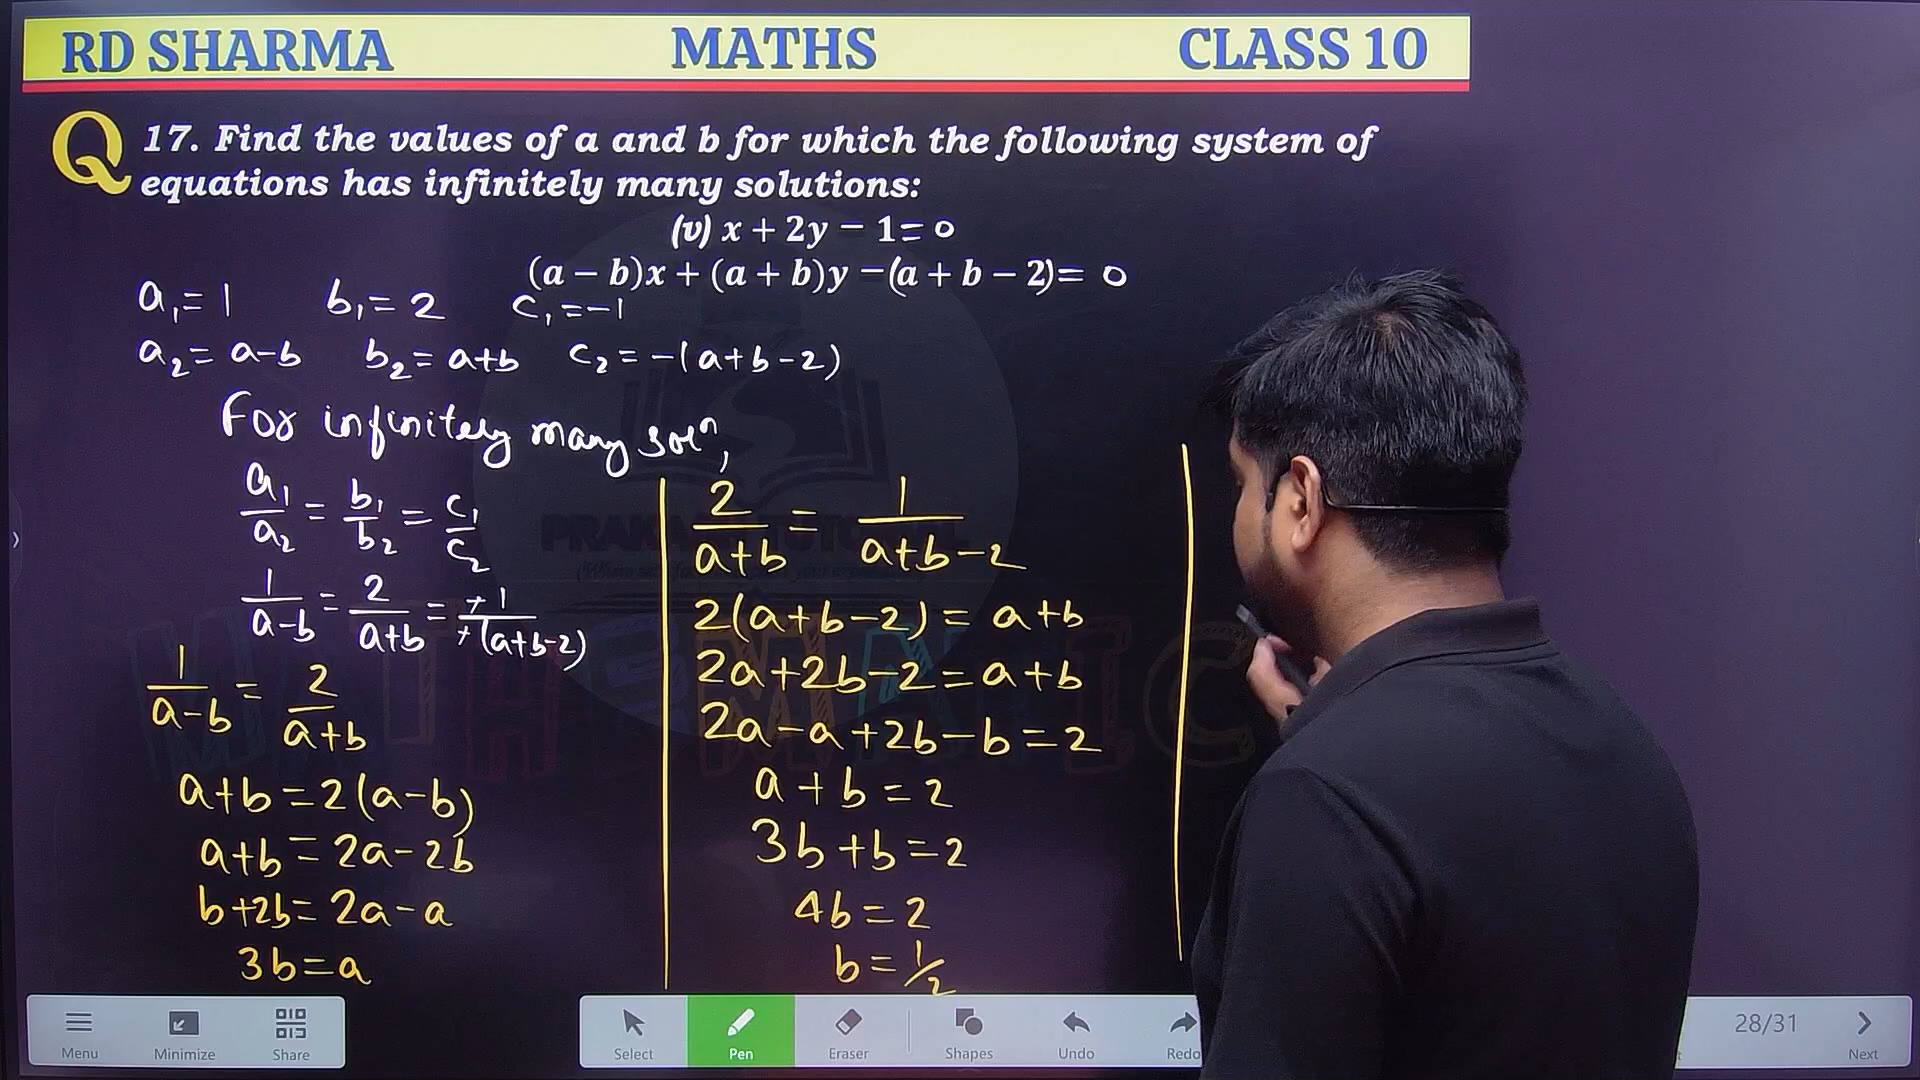 RD SHARMA MATHS CLASS 10
Q 17. Find the values of a and b for which the following system of
equations has infinitely many solutions:
(v) x + 2y − 1 = 0
(a − b)x + (a + b)y − (a + b − 2) = 0
a₁ = 1 b₁ = 2 c₁ = -1
a₂ = a-b b₂ = a+b c₂ = -(a+b-2)
For infinitely many solⁿ,
a₁/a₂ = b₁/b₂ = c₁/c₂
1/(a-b) = 2/(a+b) = -1/-(a+b-2)
1/(a-b) = 2/(a+b)
a+b = 2(a-b)
a+b = 2a-2b
b+2b = 2a-a
3b = a
2/(a+b) = 1/(a+b-2)
2(a+b-2) = a+b
2a+2b-2 = a+b
2a-a+2b-b = 2
a+b = 2
3b+b = 2
4b = 2
b = 1/2
Menu Minimize Share Select Pen Eraser Shapes Undo Redo 28/31 Next